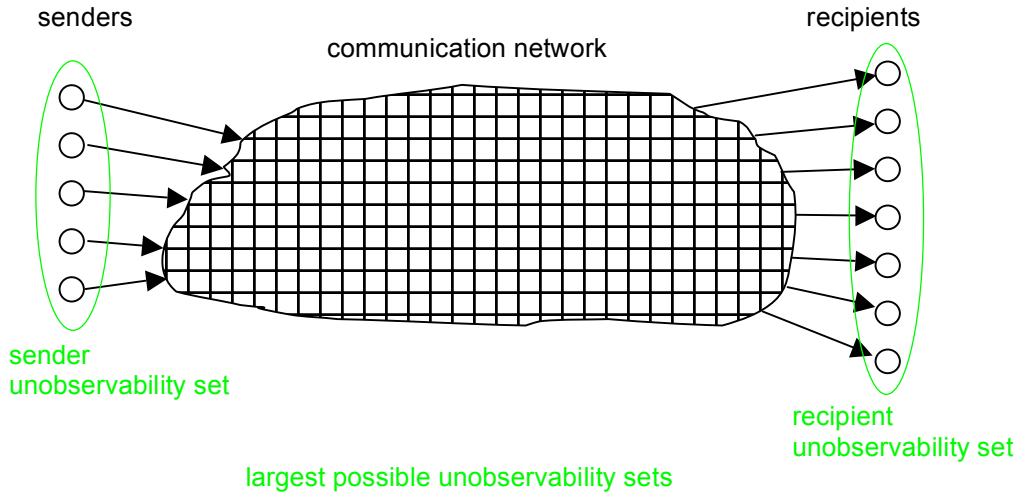 senders
recipients
communication network
sender
unobservability set
recipient
unobservability set
largest possible unobservability sets